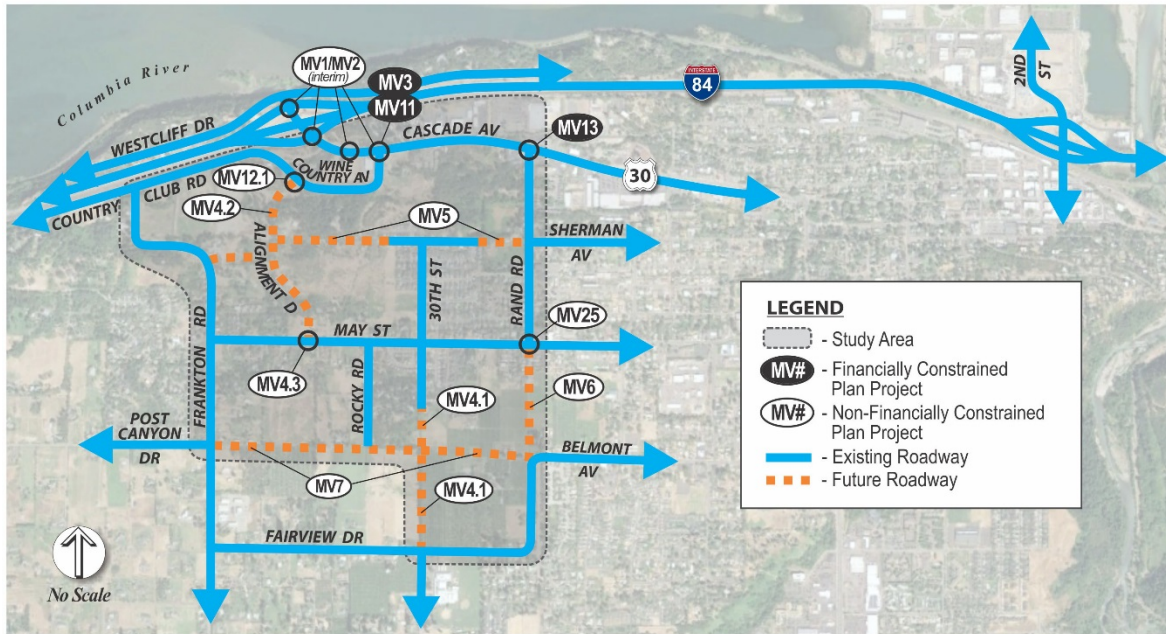 Columbia River
WESTCLIFF DR
MV1/MV2
(interim)
MV3
MV11
INTERSTATE
84
2ND
ST
CASCADE AV
MV13
WINE
COUNTRY AV
30
COUNTRY CLUB RD
MV12.1
MV4.2
MV5
SHERMAN
AV
ALIGNMENT D
30TH ST
RAND RD
FRANKTON RD
MAY ST
MV25
MV4.3
ROCKY RD
MV4.1
MV6
POST
CANYON
DR
BELMONT
AV
MV7
MV4.1
FAIRVIEW DR
No Scale
LEGEND
- Study Area
MV# - Financially Constrained
Plan Project
MV# - Non-Financially Constrained
Plan Project
- Existing Roadway
- Future Roadway